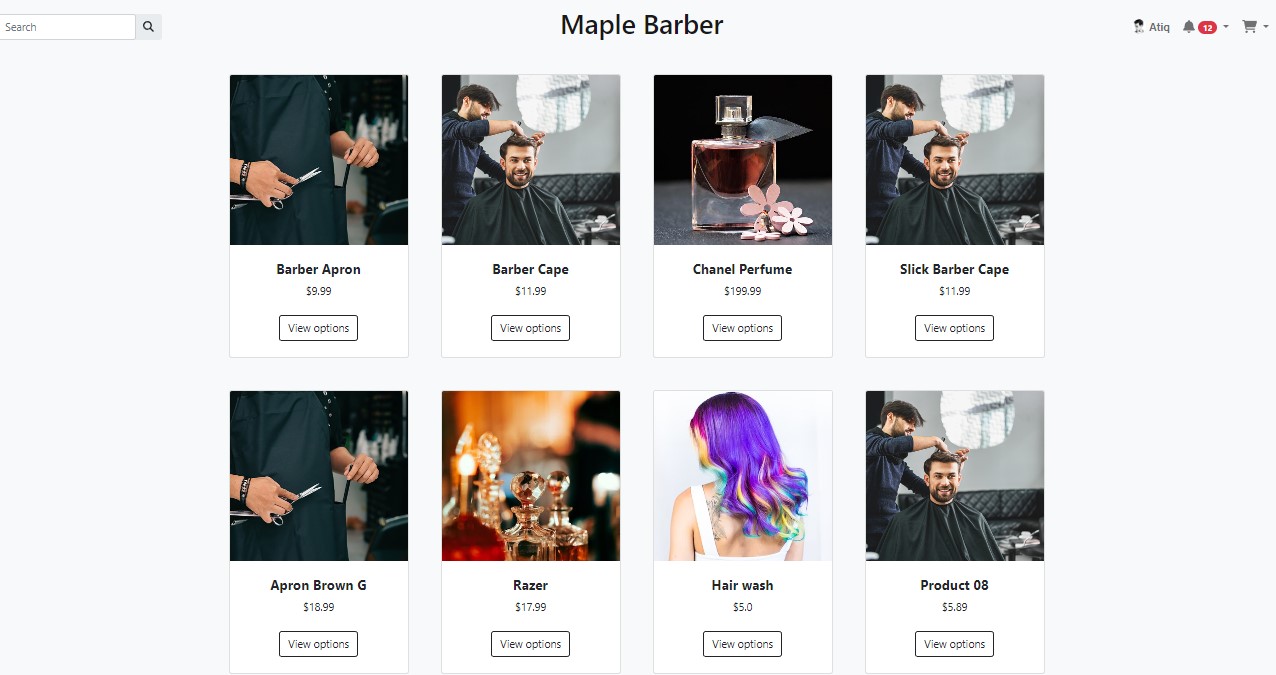 Search
Maple Barber
Atiq
12
Barber Apron
$9.99
View options
Barber Cape
$11.99
View options
Chanel Perfume
$199.99
View options
Slick Barber Cape
$11.99
View options
Apron Brown G
$18.99
View options
Razer
$17.99
View options
Hair wash
$5.0
View options
Product 08
$5.89
View options